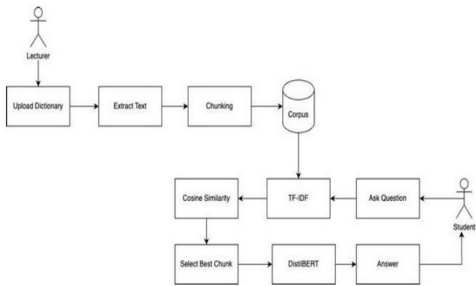 Lecturer
Upload Dictionary
Extract Text
Chunking
Corpus
Cosine Similarity
TF-IDF
Ask Question
Student
Select Best Chunk
DistilBERT
Answer